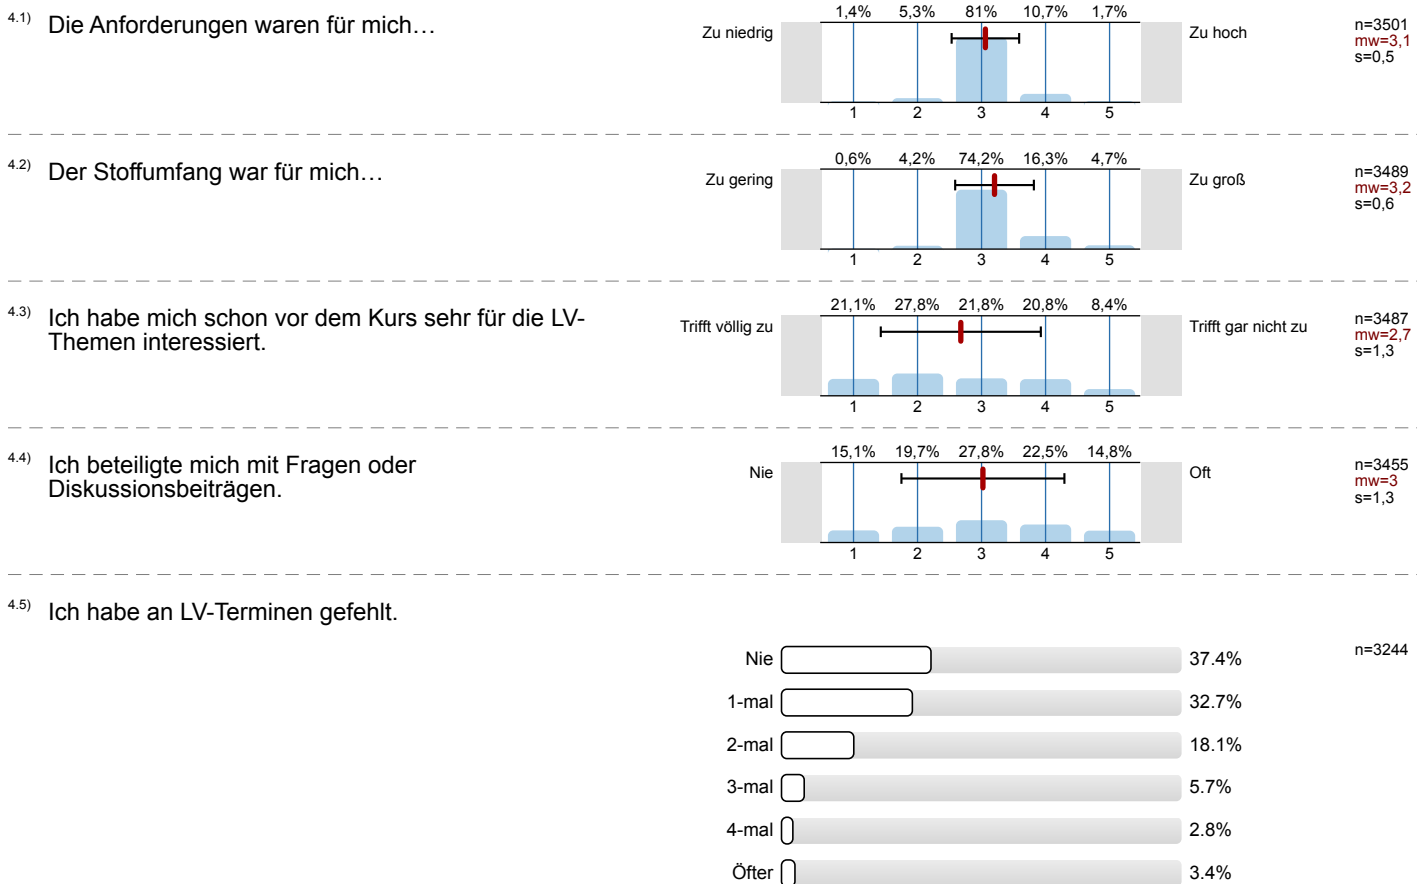 4.1) Die Anforderungen waren für mich…
1,4% 5,3% 81% 10,7% 1,7%
Zu niedrig
Zu hoch
n=3501
mw=3,1
s=0,5
1 2 3 4 5
4.2) Der Stoffumfang war für mich…
0,6% 4,2% 74,2% 16,3% 4,7%
Zu gering
Zu groß
n=3489
mw=3,2
s=0,6
1 2 3 4 5
4.3) Ich habe mich schon vor dem Kurs sehr für die LV-
Themen interessiert.
21,1% 27,8% 21,8% 20,8% 8,4%
Trifft völlig zu
Trifft gar nicht zu
n=3487
mw=2,7
s=1,3
1 2 3 4 5
4.4) Ich beteiligte mich mit Fragen oder
Diskussionsbeiträgen.
15,1% 19,7% 27,8% 22,5% 14,8%
Nie
Oft
n=3455
mw=3
s=1,3
1 2 3 4 5
4.5) Ich habe an LV-Terminen gefehlt.
n=3244
Nie 37.4%
1-mal 32.7%
2-mal 18.1%
3-mal 5.7%
4-mal 2.8%
Öfter 3.4%